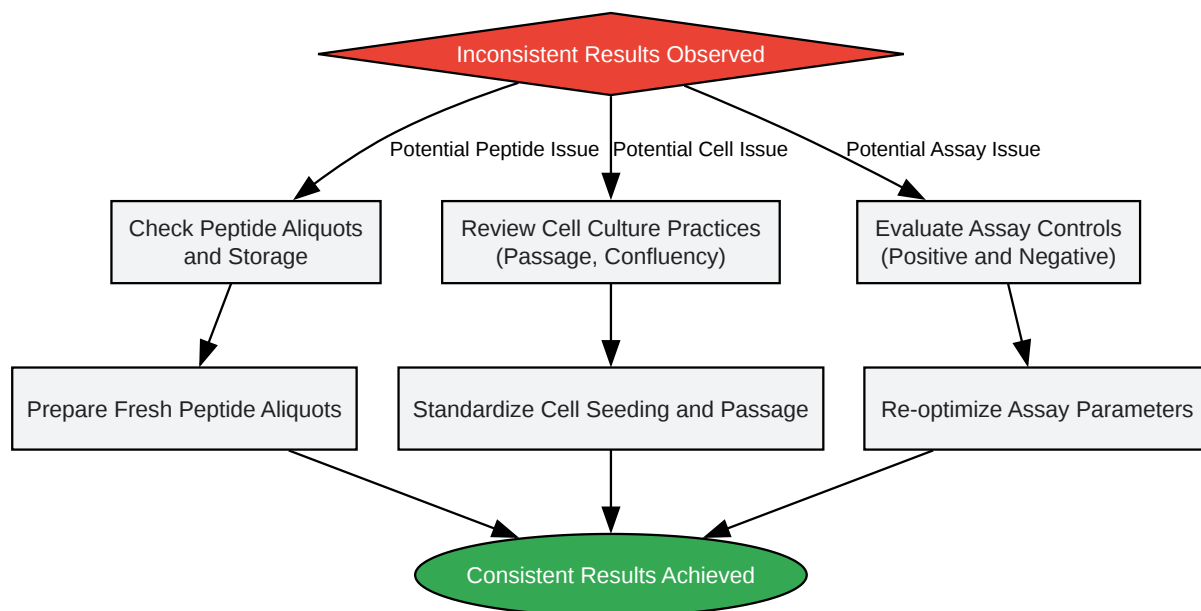 Inconsistent Results Observed
Potential Peptide Issue
Potential Cell Issue
Potential Assay Issue
Check Peptide Aliquots
and Storage
Review Cell Culture Practices
(Passage, Confluency)
Evaluate Assay Controls
(Positive and Negative)
Prepare Fresh Peptide Aliquots
Standardize Cell Seeding and Passage
Re-optimize Assay Parameters
Consistent Results Achieved